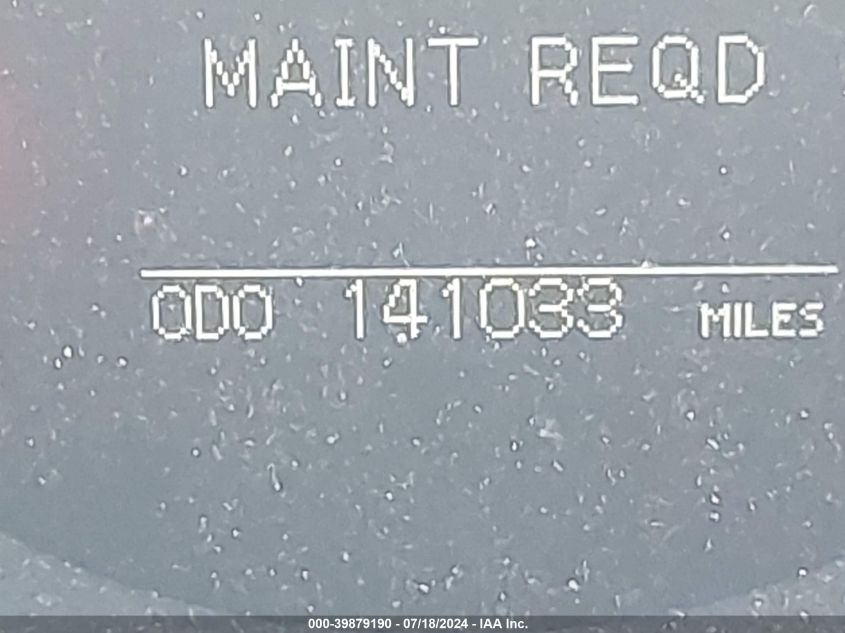 MAINT REQD
ODO 141033 MILES
000-39879190 - 07/18/2024 - IAA Inc.